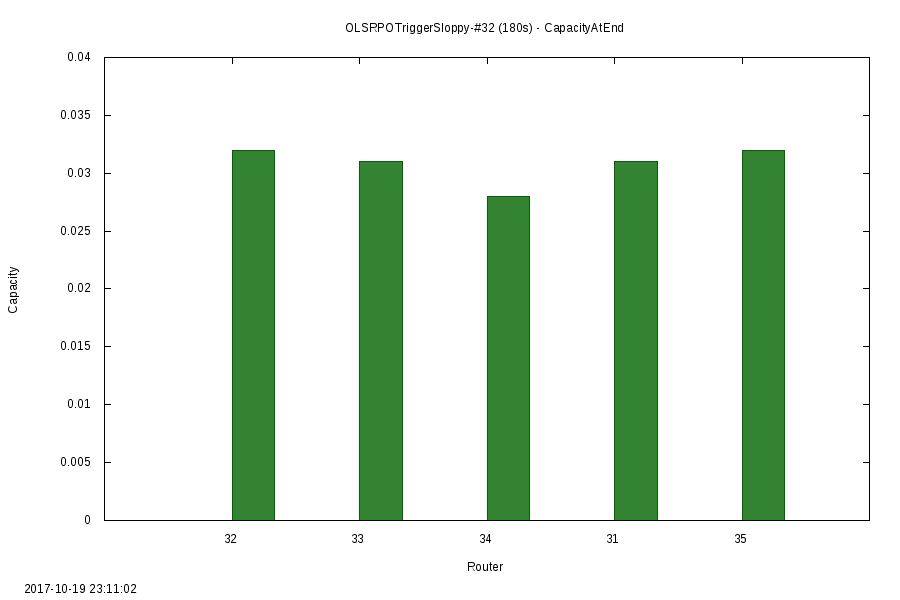 OLSRPOTriggerSloppy-#32 (180s) - CapacityAtEnd
0.04
0.035
0.03
0.025
0.02
0.015
0.01
0.005
0
Capacity
32 33 34 31 35
Router
2017-10-19 23:11:02